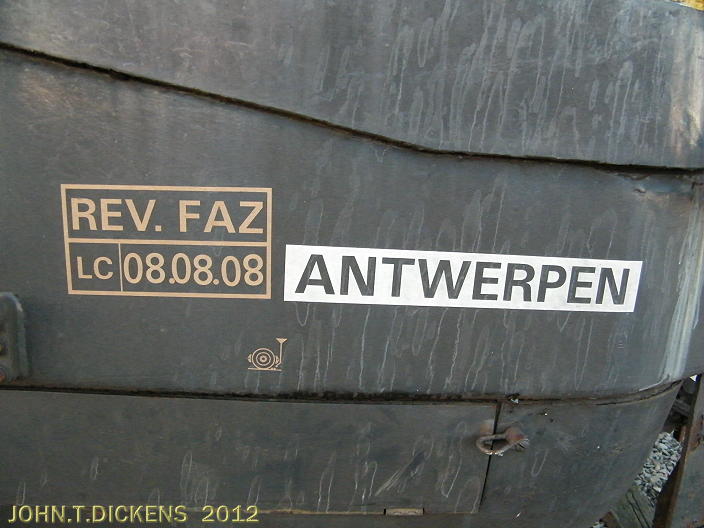 REV. FAZ
LC 08.08.08
ANTWERPEN
JOHN.T.DICKENS 2012